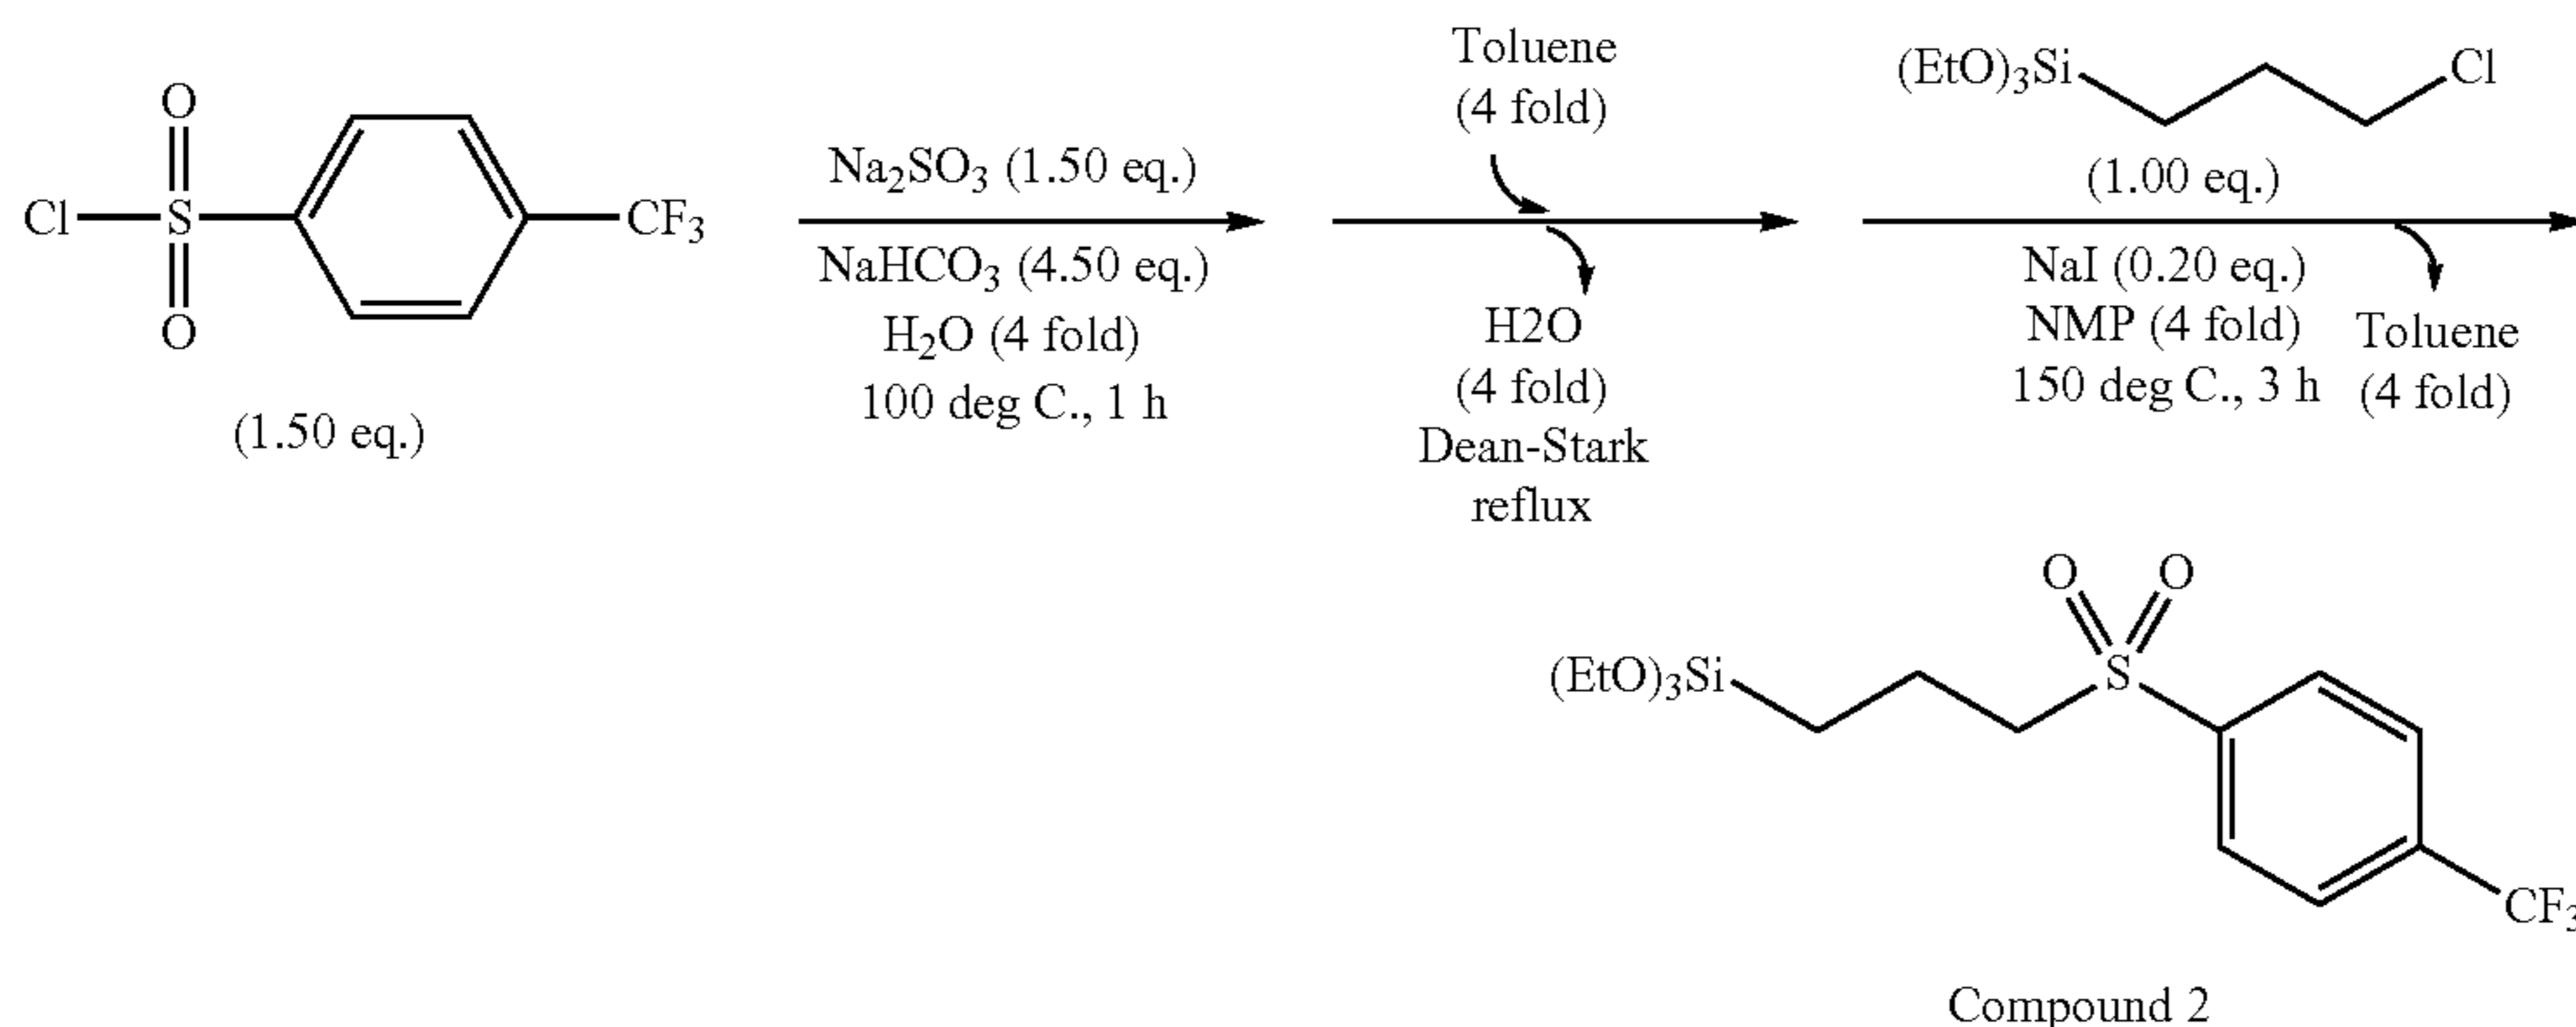 O
Cl
S
CF₃
O
(1.50 eq.)
Na₂SO₃ (1.50 eq.)
NaHCO₃ (4.50 eq.)
H₂O (4 fold)
100 deg C., 1 h
Toluene
(4 fold)
H2O
(4 fold)
Dean-Stark
reflux
(EtO)₃Si
Cl
(1.00 eq.)
NaI (0.20 eq.)
NMP (4 fold)
150 deg C., 3 h
Toluene
(4 fold)
O O
(EtO)₃Si
S
CF₃
Compound 2